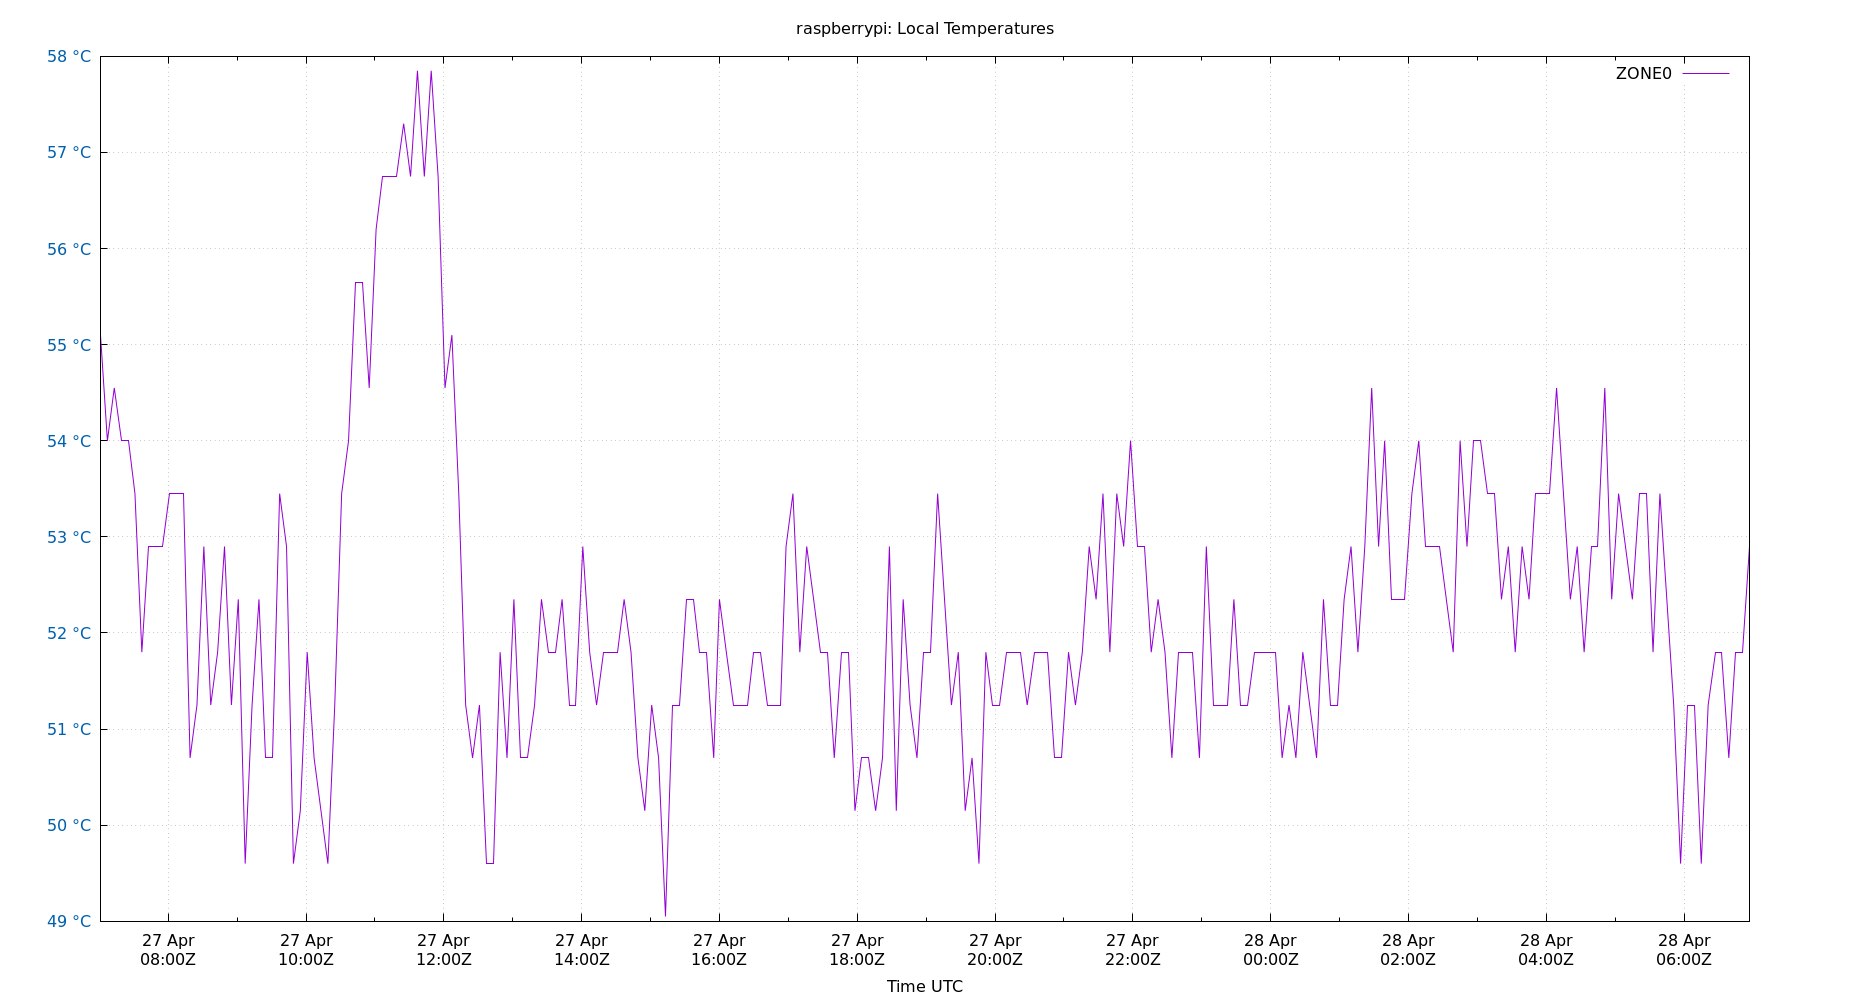 raspberrypi: Local Temperatures
ZONE0
58 °C
57 °C
56 °C
55 °C
54 °C
53 °C
52 °C
51 °C
50 °C
49 °C
27 Apr
08:00Z
27 Apr
10:00Z
27 Apr
12:00Z
27 Apr
14:00Z
27 Apr
16:00Z
27 Apr
18:00Z
27 Apr
20:00Z
27 Apr
22:00Z
28 Apr
00:00Z
28 Apr
02:00Z
28 Apr
04:00Z
28 Apr
06:00Z
Time UTC